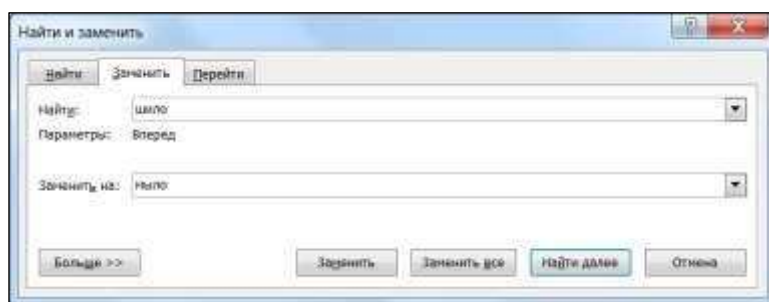 Найти и заменить
Найти Заменить Перейти
Найти: шило
Параметры: Вперед
Заменить на: мыло
Больше >> Заменить Заменить все Найти далее Отмена